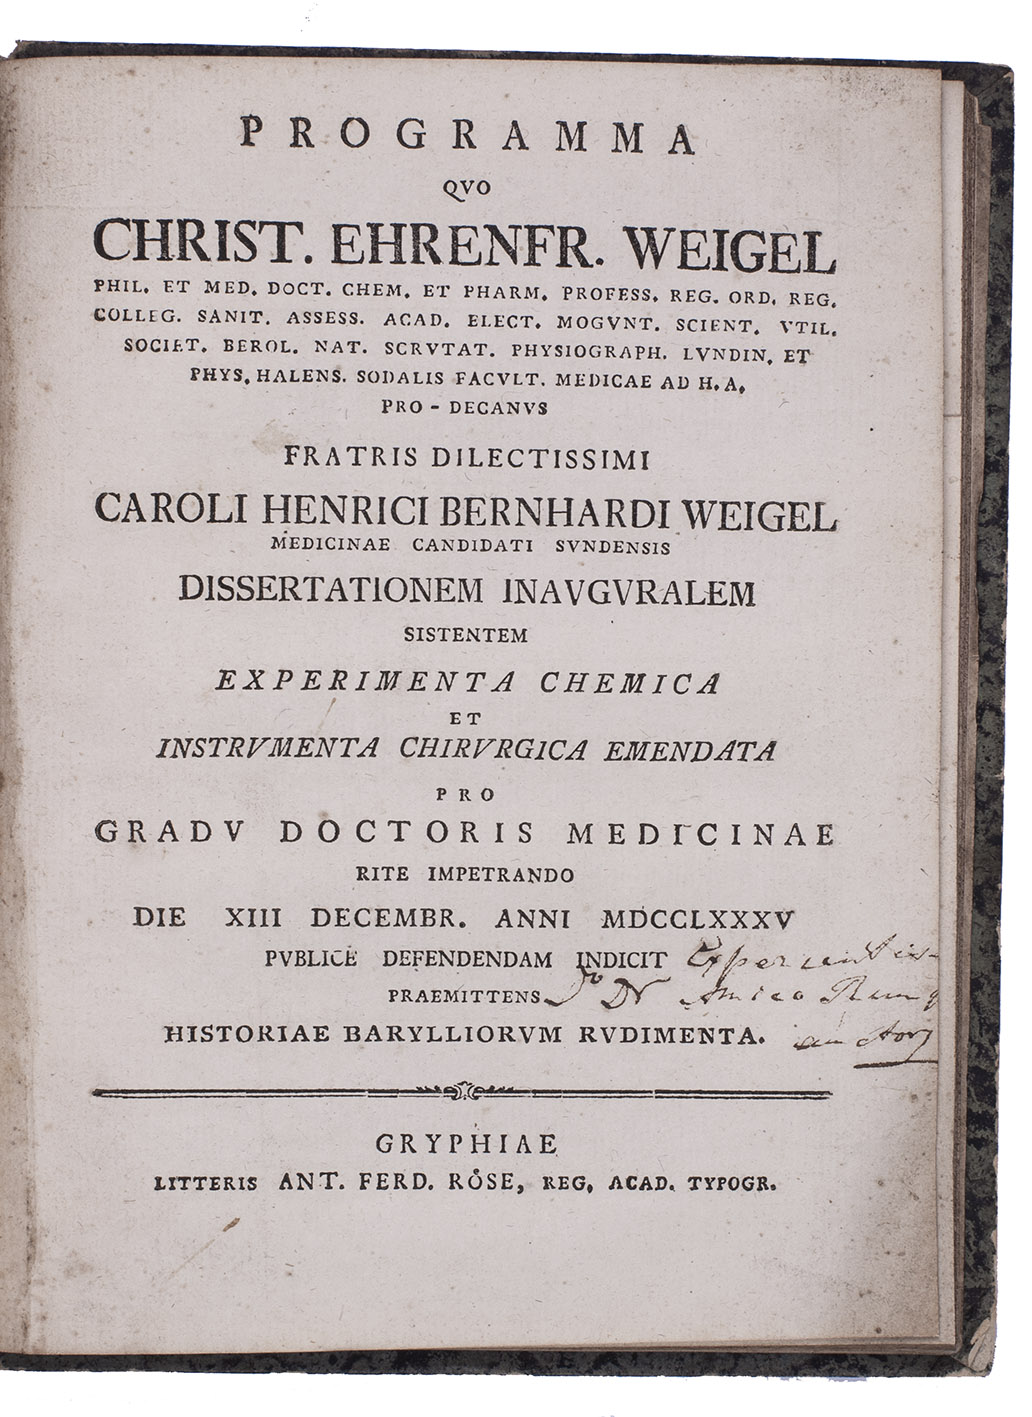 PROGRAMMA
QVO
CHRIST. EHRENFR. WEIGEL
PHIL. ET MED. DOCT. CHEM. ET PHARM. PROFESS. REG. ORD. REG.
COLLEG. SANIT. ASSESS. ACAD. ELECT. MOGVNT. SCIENT. VTIL.
SOCIET. BEROL. NAT. SCRVTAT. PHYSIOGRAPH. LVNDIN. ET
PHYS. HALENS. SODALIS FACVLT. MEDICAE AD H. A.
PRO-DECANVS
FRATRIS DILECTISSIMI
CAROLI HENRICI BERNHARDI WEIGEL
MEDICINAE CANDIDATI SVNDENSIS
DISSERTATIONEM INAVGVRALEM
SISTENTEM
EXPERIMENTA CHEMICA
ET
INSTRVMENTA CHIRVRGICA EMENDATA
PRO
GRADV DOCTORIS MEDICINAE
RITE IMPETRANDO
DIE XIII DECEMBR. ANNI MDCCLXXXV
PVBLICE DEFENDENDAM INDICIT
PRAEMITTENS Dr Amico
HISTORIAE BARYLLIORVM RVDIMENTA.
GRYPHIAE
LITTERIS ANT. FERD. RÖSE, REG. ACAD. TYPOGR.